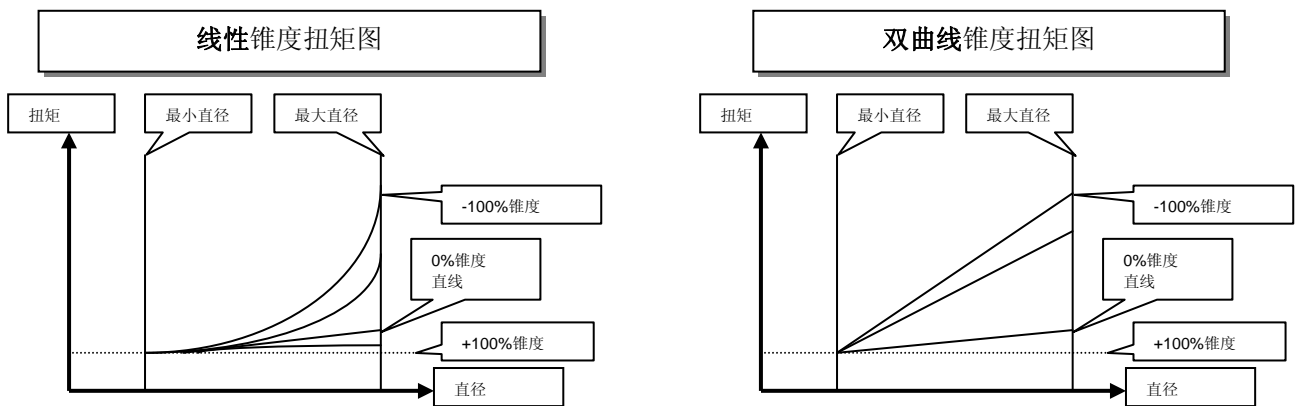 线性锥度扭矩图
扭矩
最小直径
最大直径
-100%锥度
0%锥度
直线
+100%锥度
直径
双曲线锥度扭矩图
扭矩
最小直径
最大直径
-100%锥度
0%锥度
直线
+100%锥度
直径